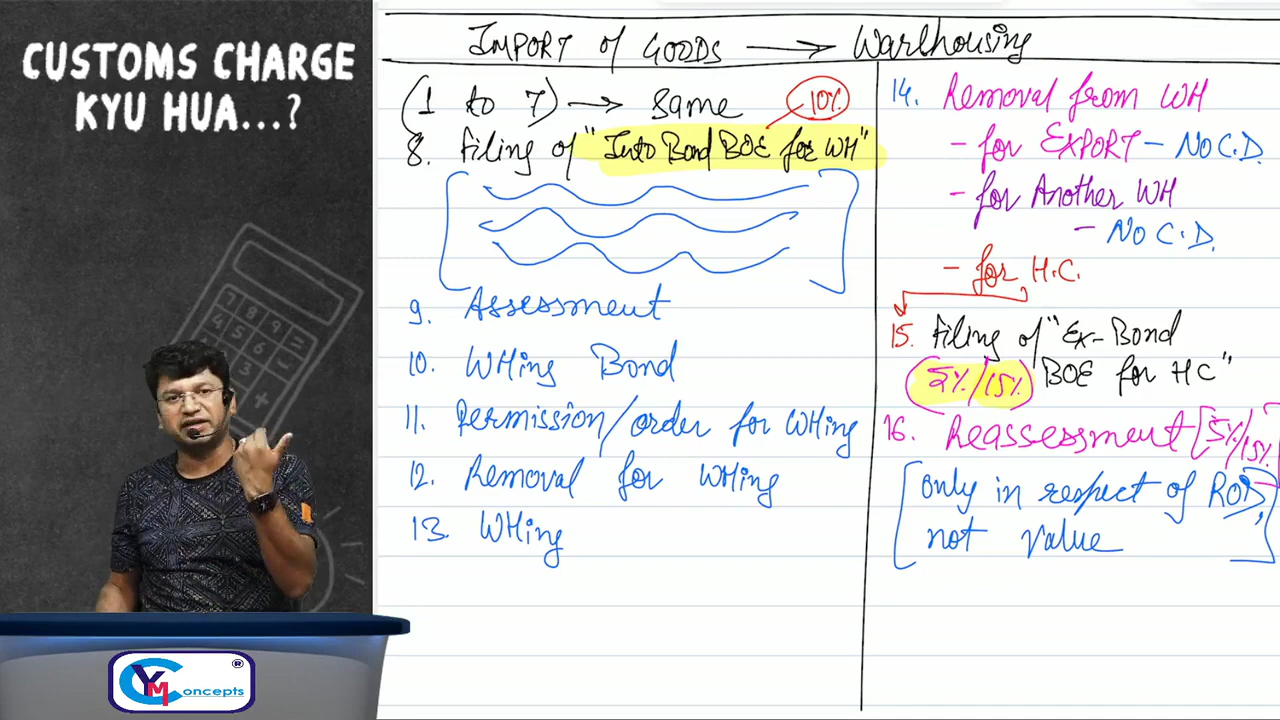 CUSTOMS CHARGE
KYU HUA...?
IMPORT of GOODS → Warehousing
(1 to 7) → Same 10%
8. Filing of "Into Bond BOE for WH"
9. Assessment
10. WHing Bond
11. Permission/order for WHing
12. Removal for WHing
13. WHing
14. Removal from WH
- for EXPORT - NO C.D.
- for Another WH
- NO C.D.
- for H.C.
15. Filing of "Ex-Bond
5%/15% BOE for HC"
16. Reassessment [5%/15%
[only in respect of ROD,
not value]
CYM Concepts ®